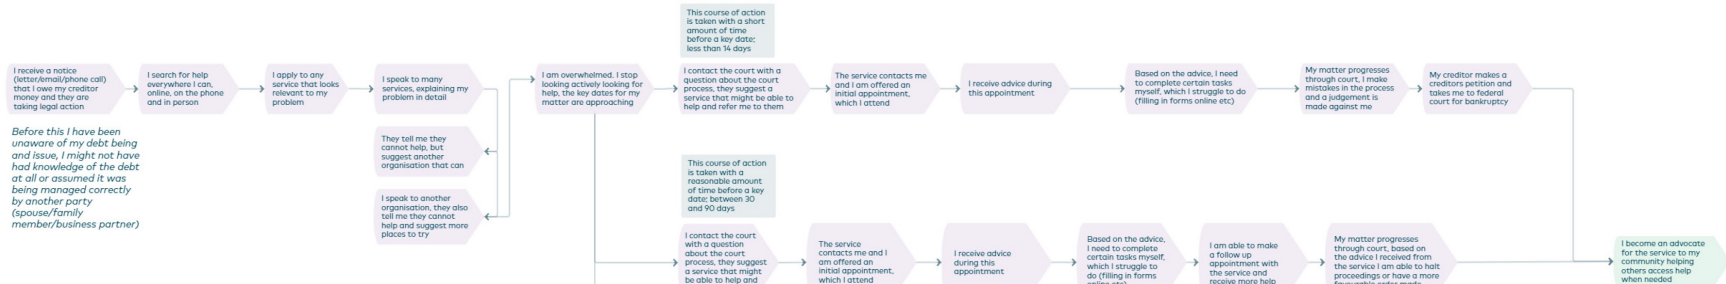 This course of action
is taken with a short
amount of time
before a key date;
less than 14 days
I receive a notice
(letter/email/phone call)
that I owe my creditor
money and they are
taking legal action
I search for help
everywhere I can,
online, on the phone
and in person
I apply to any
service that looks
relevant to my
problem
I speak to many
services, explaining my
problem in detail
I am overwhelmed. I stop
looking actively looking for
help, the key dates for my
matter are approaching
I contact the court with a
question about the court
process, they suggest a
service that might be able to
help and refer me to them
The service contacts me
and I am offered an
initial appointment,
which I attend
I receive advice during
this appointment
Based on the advice, I need
to complete certain tasks
myself, which I struggle to do
(filling in forms online etc)
My matter progresses
through court, I make
mistakes in the process
and a judgement is
made against me
My creditor makes a
creditors petition and
takes me to federal
court for bankruptcy
Before this I have been
unaware of my debt being
and issue, I might not have
had knowledge of the debt
at all or assumed it was
being managed correctly
by another party
(spouse/family
member/business partner)
They tell me they
cannot help, but
suggest another
organisation that can
I speak to another
organisation, they also
tell me they cannot
help and suggest more
places to try
This course of action
is taken with a
reasonable amount
of time before a key
date; between 30
and 90 days
I contact the court
with a question
about the court
process, they suggest
a service that might
be able to help and
The service
contacts me and I
am offered an
initial appointment,
which I attend
I receive advice
during this
appointment
Based on the advice,
I need to complete
certain tasks myself,
which I struggle to
do (filling in forms
online etc)
I am able to make
a follow up
appointment with
the service and
receive more help
My matter progresses
through court, based on
the advice I received from
the service I am able to halt
proceedings or have a more
favourable order made
I become an advocate
for the service to my
community helping
others access help
when needed